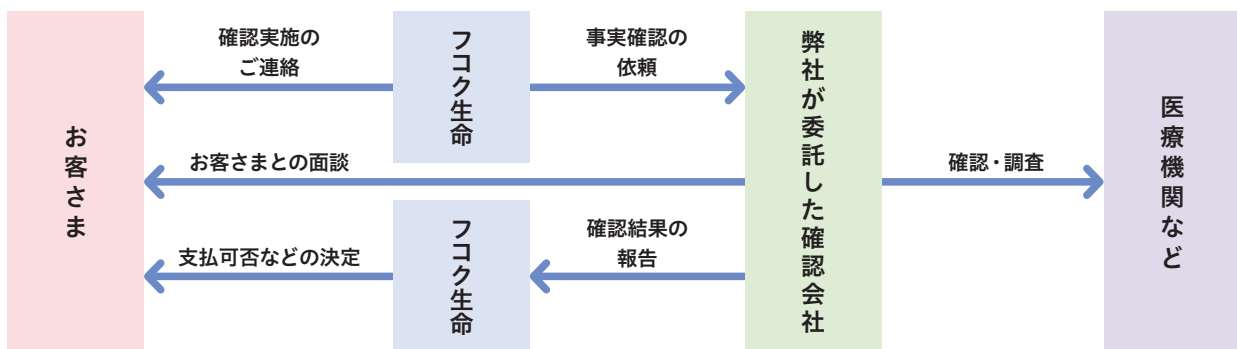 お客さま
確認実施の
ご連絡
フコク生命
事実確認の
依頼
弊社が委託した確認会社
医療機関など
お客さまとの面談
確認・調査
支払可否などの決定
フコク生命
確認結果の
報告